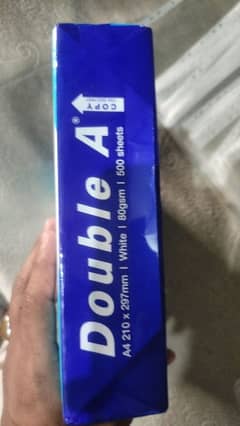 Double A®
COPY
A4 210 x 297mm | White | 80gsm | 500 sheets